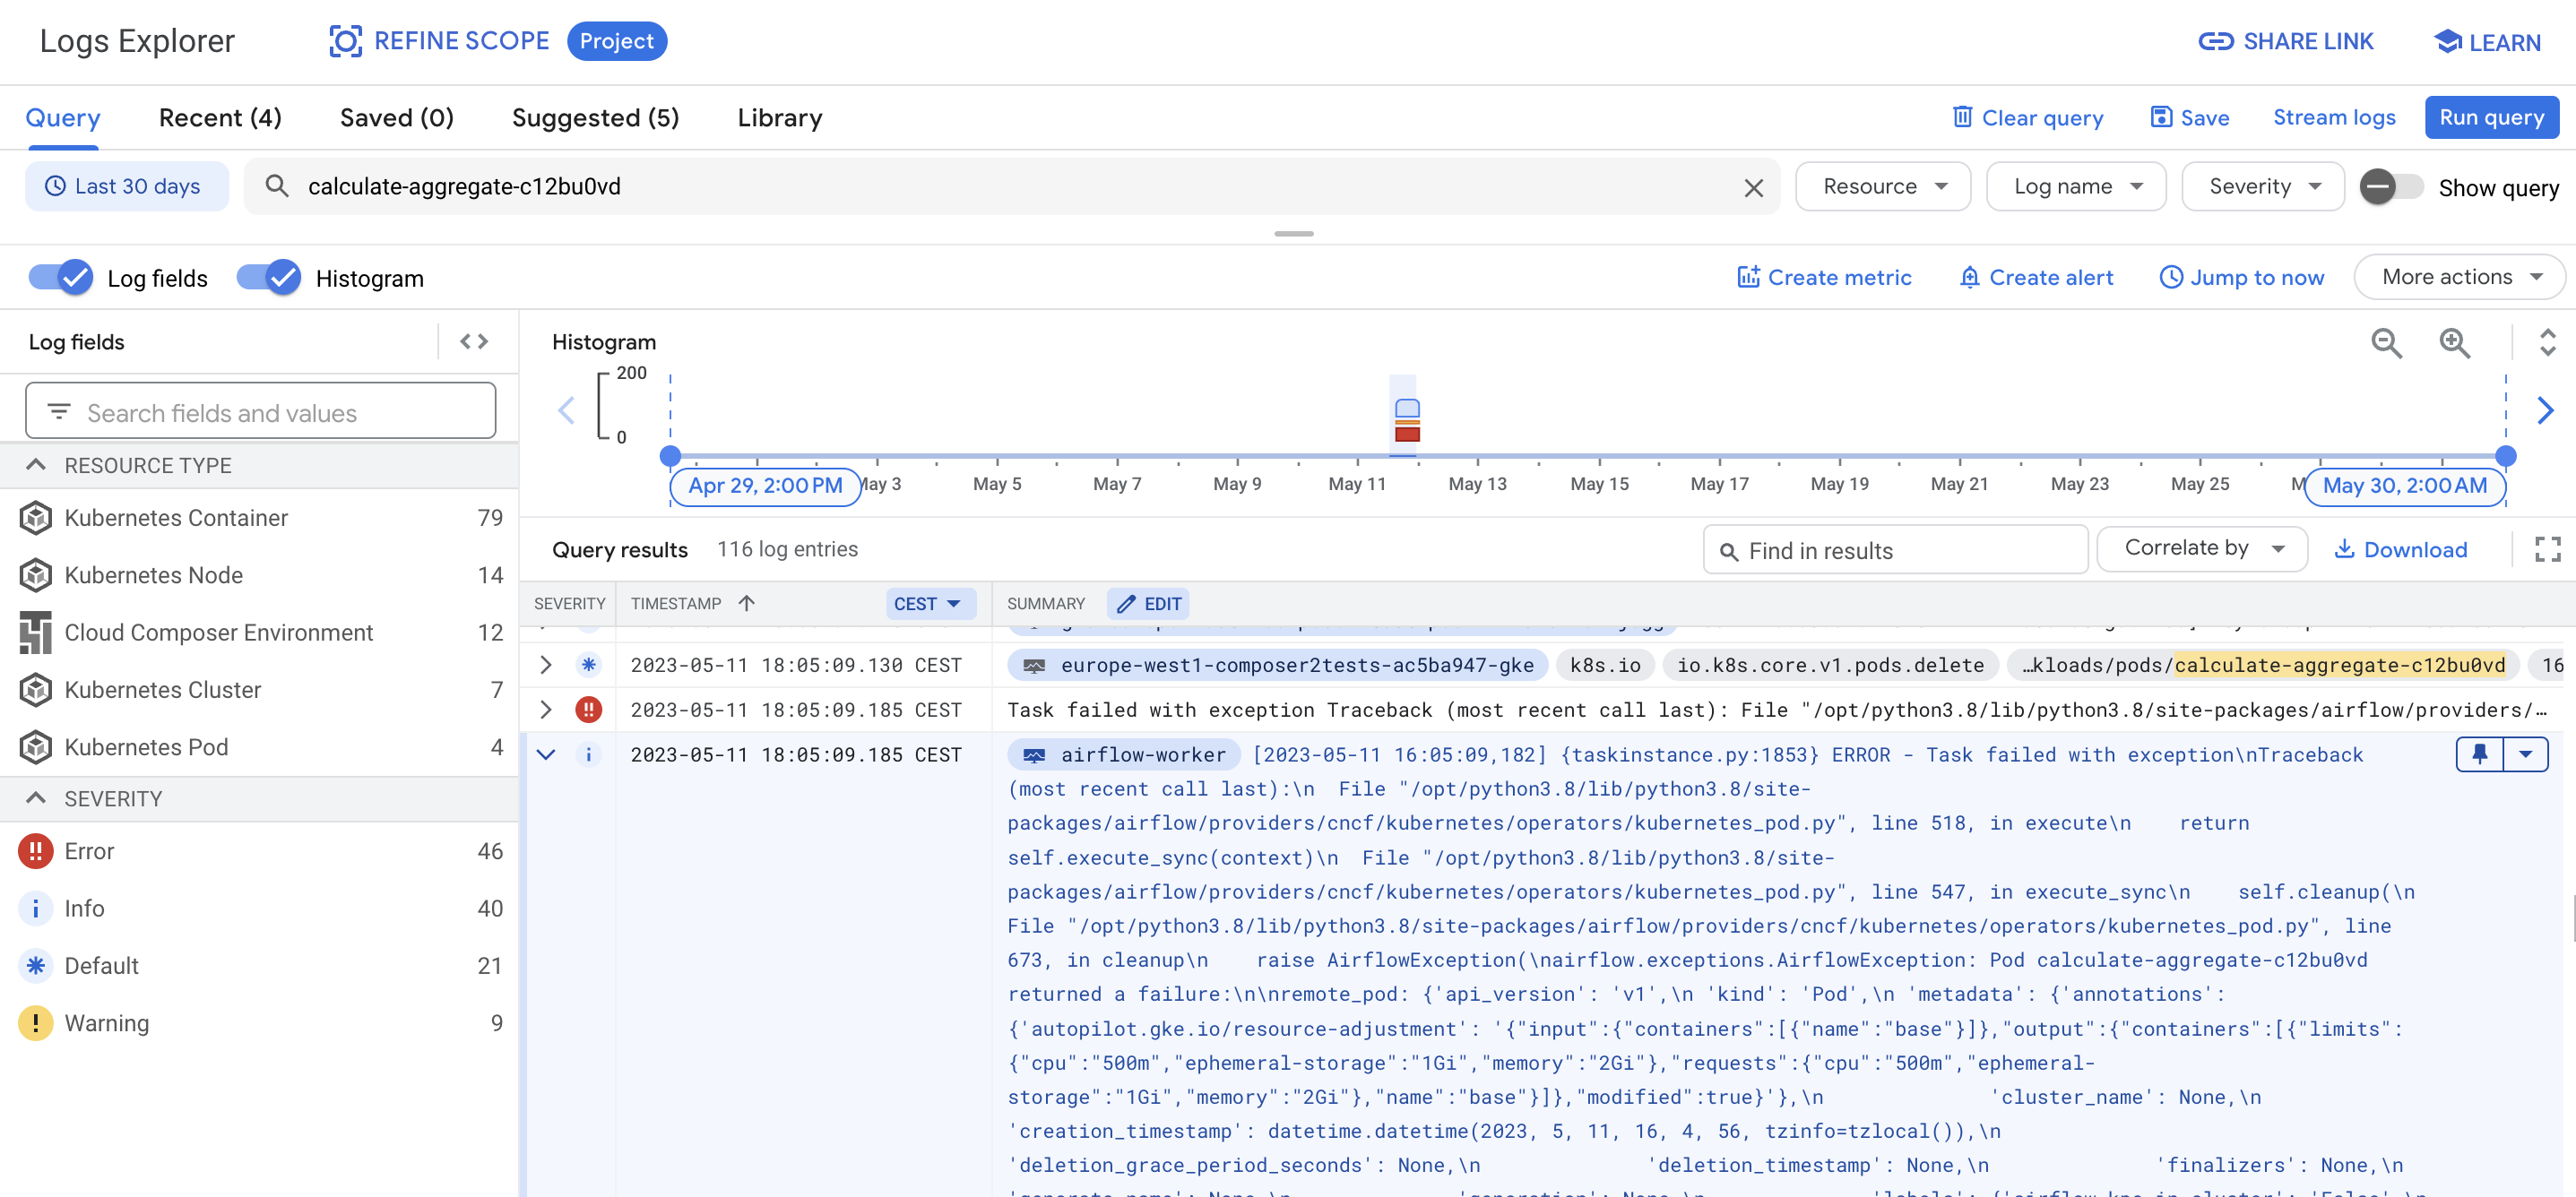 Logs Explorer
REFINE SCOPE
Project
SHARE LINK
LEARN
Query
Recent (4)
Saved (0)
Suggested (5)
Library
Clear query
Save
Stream logs
Run query
Last 30 days
calculate-aggregate-c12bu0vd
Resource
Log name
Severity
Show query
Log fields
Histogram
Create metric
Create alert
Jump to now
More actions
Log fields
Search fields and values
RESOURCE TYPE
Kubernetes Container 79
Kubernetes Node 14
Cloud Composer Environment 12
Kubernetes Cluster 7
Kubernetes Pod 4
SEVERITY
Error 46
Info 40
Default 21
Warning 9
Histogram
200
0
Apr 29, 2:00 PM
May 3
May 5
May 7
May 9
May 11
May 13
May 15
May 17
May 19
May 21
May 23
May 25
May 30, 2:00 AM
Query results
116 log entries
Find in results
Correlate by
Download
SEVERITY
TIMESTAMP
CEST
SUMMARY
EDIT
2023-05-11 18:05:09.130 CEST europe-west1-composer2tests-ac5ba947-gke k8s.io io.k8s.core.v1.pods.delete …kloads/pods/calculate-aggregate-c12bu0vd 16
2023-05-11 18:05:09.185 CEST Task failed with exception Traceback (most recent call last): File "/opt/python3.8/lib/python3.8/site-packages/airflow/providers/…
2023-05-11 18:05:09.185 CEST airflow-worker [2023-05-11 16:05:09,182] {taskinstance.py:1853} ERROR - Task failed with exception\nTraceback
(most recent call last):\n File "/opt/python3.8/lib/python3.8/site-
packages/airflow/providers/cncf/kubernetes/operators/kubernetes_pod.py", line 518, in execute\n return
self.execute_sync(context)\n File "/opt/python3.8/lib/python3.8/site-
packages/airflow/providers/cncf/kubernetes/operators/kubernetes_pod.py", line 547, in execute_sync\n self.cleanup(\n
File "/opt/python3.8/lib/python3.8/site-packages/airflow/providers/cncf/kubernetes/operators/kubernetes_pod.py", line
673, in cleanup\n raise AirflowException(\nairflow.exceptions.AirflowException: Pod calculate-aggregate-c12bu0vd
returned a failure:\n\nremote_pod: {'api_version': 'v1',\n 'kind': 'Pod',\n 'metadata': {'annotations':
{'autopilot.gke.io/resource-adjustment': '{"input":{"containers":[{"name":"base"}]},"output":{"containers":[{"limits":
{"cpu":"500m","ephemeral-storage":"1Gi","memory":"2Gi"},"requests":{"cpu":"500m","ephemeral-
storage":"1Gi","memory":"2Gi"},"name":"base"}]},"modified":true}'},\n 'cluster_name': None,\n
'creation_timestamp': datetime.datetime(2023, 5, 11, 16, 4, 56, tzinfo=tzlocal()),\n
'deletion_grace_period_seconds': None,\n 'deletion_timestamp': None,\n 'finalizers': None,\n